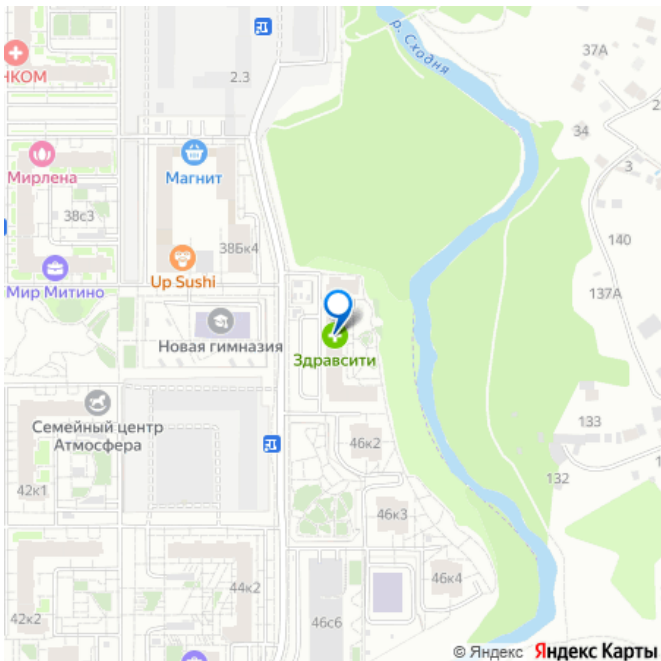 р. Сходня
37А
НКОМ
2.3
34
3
Мирлена
Магнит
38с3
38Бк4
140
Мир Митино
Up Sushi
137А
Новая гимназия
Здравсити
Семейный центр
Атмосфера
133
46к2
132
42к1
46к3
46к4
44к2
42к2
46с6
© Яндекс Яндекс Карты